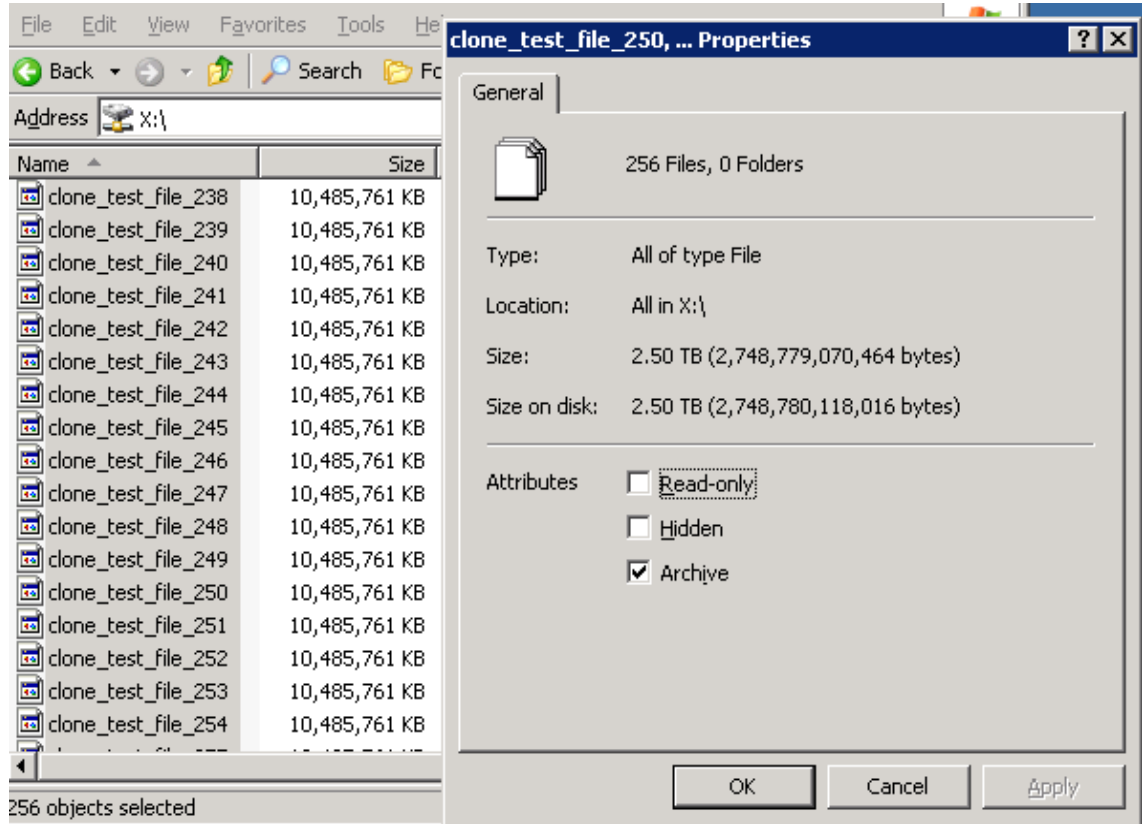 File Edit View Favorites Tools He
Back Search Fo
Address X:\
Name Size
clone_test_file_238 10,485,761 KB
clone_test_file_239 10,485,761 KB
clone_test_file_240 10,485,761 KB
clone_test_file_241 10,485,761 KB
clone_test_file_242 10,485,761 KB
clone_test_file_243 10,485,761 KB
clone_test_file_244 10,485,761 KB
clone_test_file_245 10,485,761 KB
clone_test_file_246 10,485,761 KB
clone_test_file_247 10,485,761 KB
clone_test_file_248 10,485,761 KB
clone_test_file_249 10,485,761 KB
clone_test_file_250 10,485,761 KB
clone_test_file_251 10,485,761 KB
clone_test_file_252 10,485,761 KB
clone_test_file_253 10,485,761 KB
clone_test_file_254 10,485,761 KB
256 objects selected
clone_test_file_250, ... Properties
General
256 Files, 0 Folders
Type: All of type File
Location: All in X:\
Size: 2.50 TB (2,748,779,070,464 bytes)
Size on disk: 2.50 TB (2,748,780,118,016 bytes)
Attributes Read-only
Hidden
Archive
OK Cancel Apply